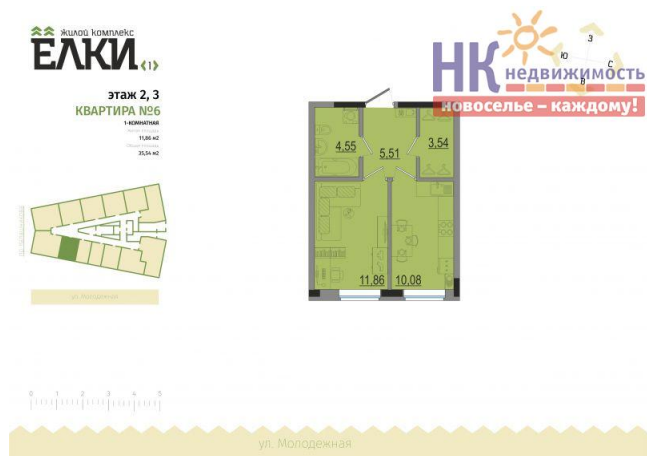 жилой комплекс
ЁЛКИ
‹1›
этаж 2, 3
КВАРТИРА №6
1-КОМНАТНАЯ
11,86 м2
35,54 м2
ул. Молодежная
0 1 2 3 4 5
З
Ю
С
В
НК недвижимость
новоселье – каждому!
4,55
5.51
3,54
11,86
10,08
ул. Молодежная